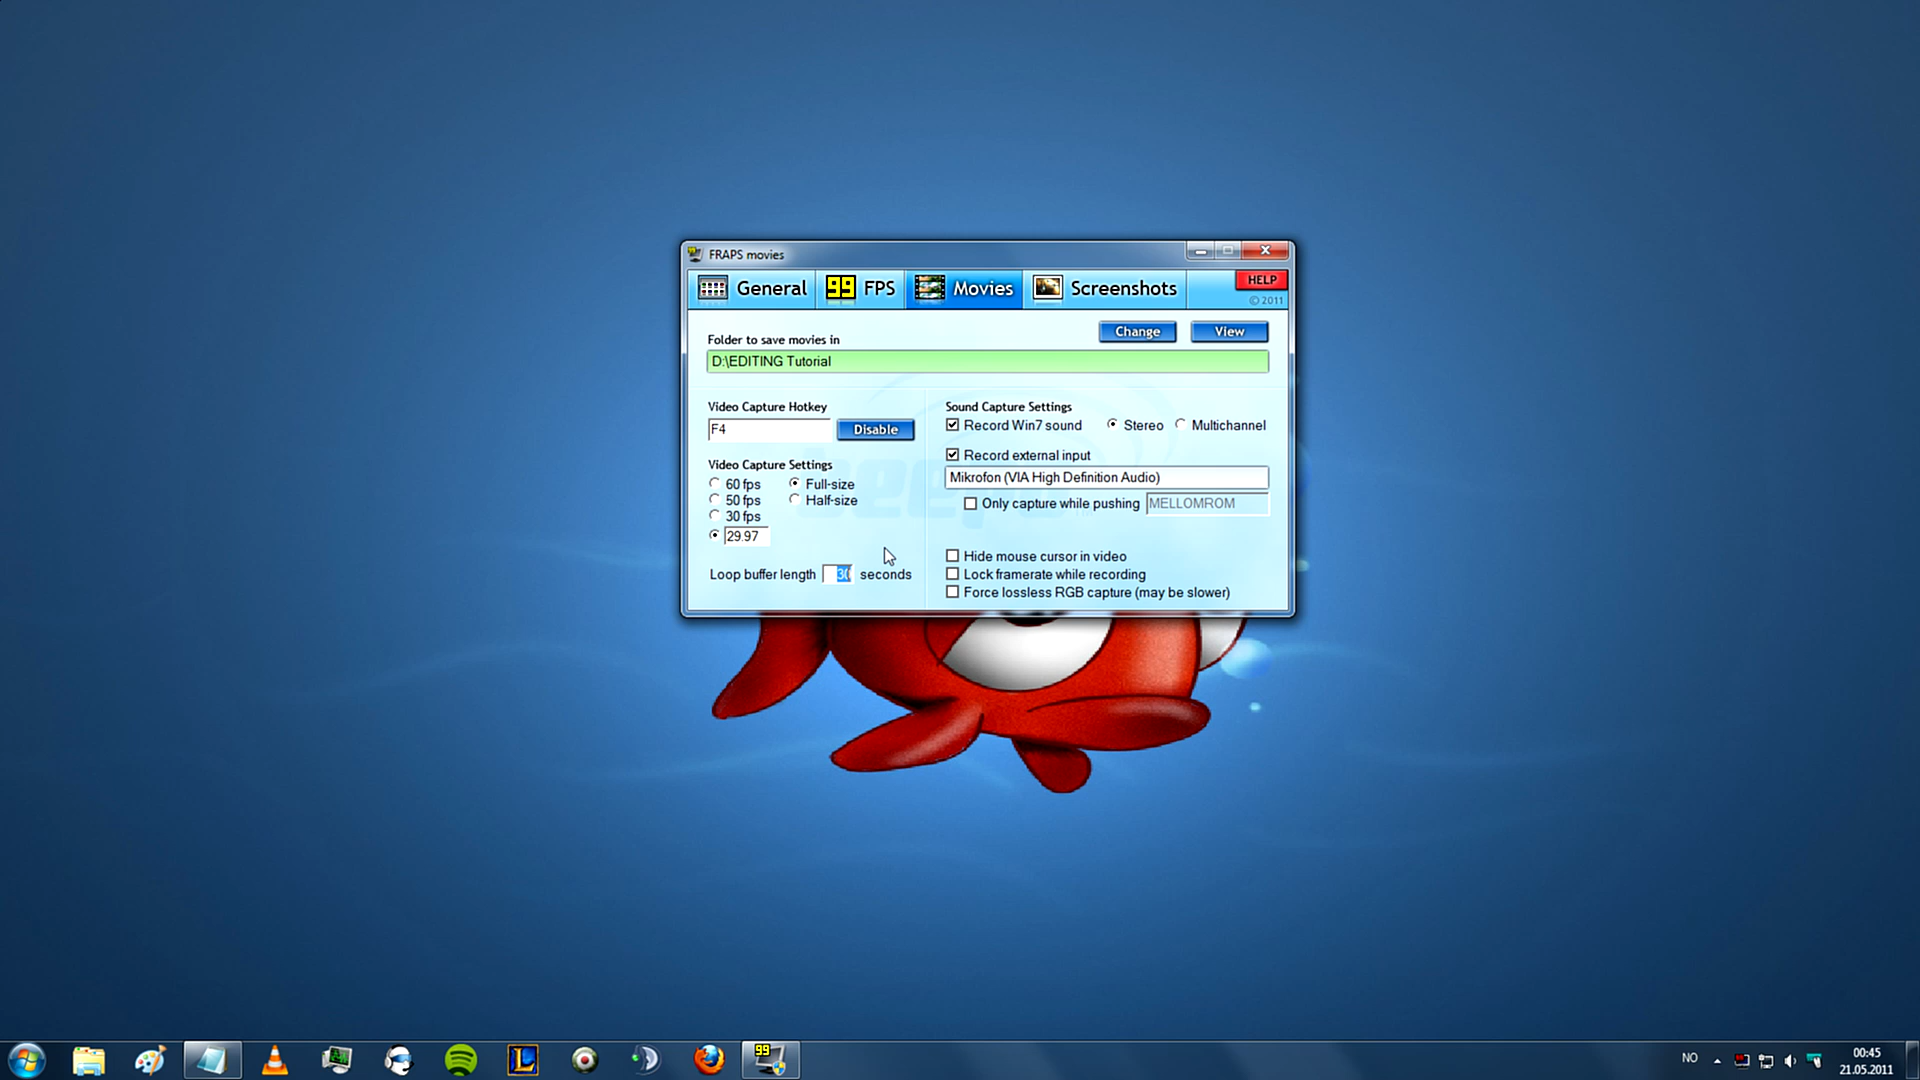 FRAPS movies
General
99 FPS
Movies
Screenshots
HELP
© 2011
Change
View
Folder to save movies in
D:\EDITING Tutorial
Video Capture Hotkey
F4
Disable
Video Capture Settings
60 fps
Full-size
50 fps
Half-size
30 fps
29.97
Loop buffer length 30 seconds
Sound Capture Settings
Record Win7 sound
Stereo
Multichannel
Record external input
Mikrofon (VIA High Definition Audio)
Only capture while pushing
MELLOMROM
Hide mouse cursor in video
Lock framerate while recording
Force lossless RGB capture (may be slower)
L
99
NO
00:45
21.05.2011